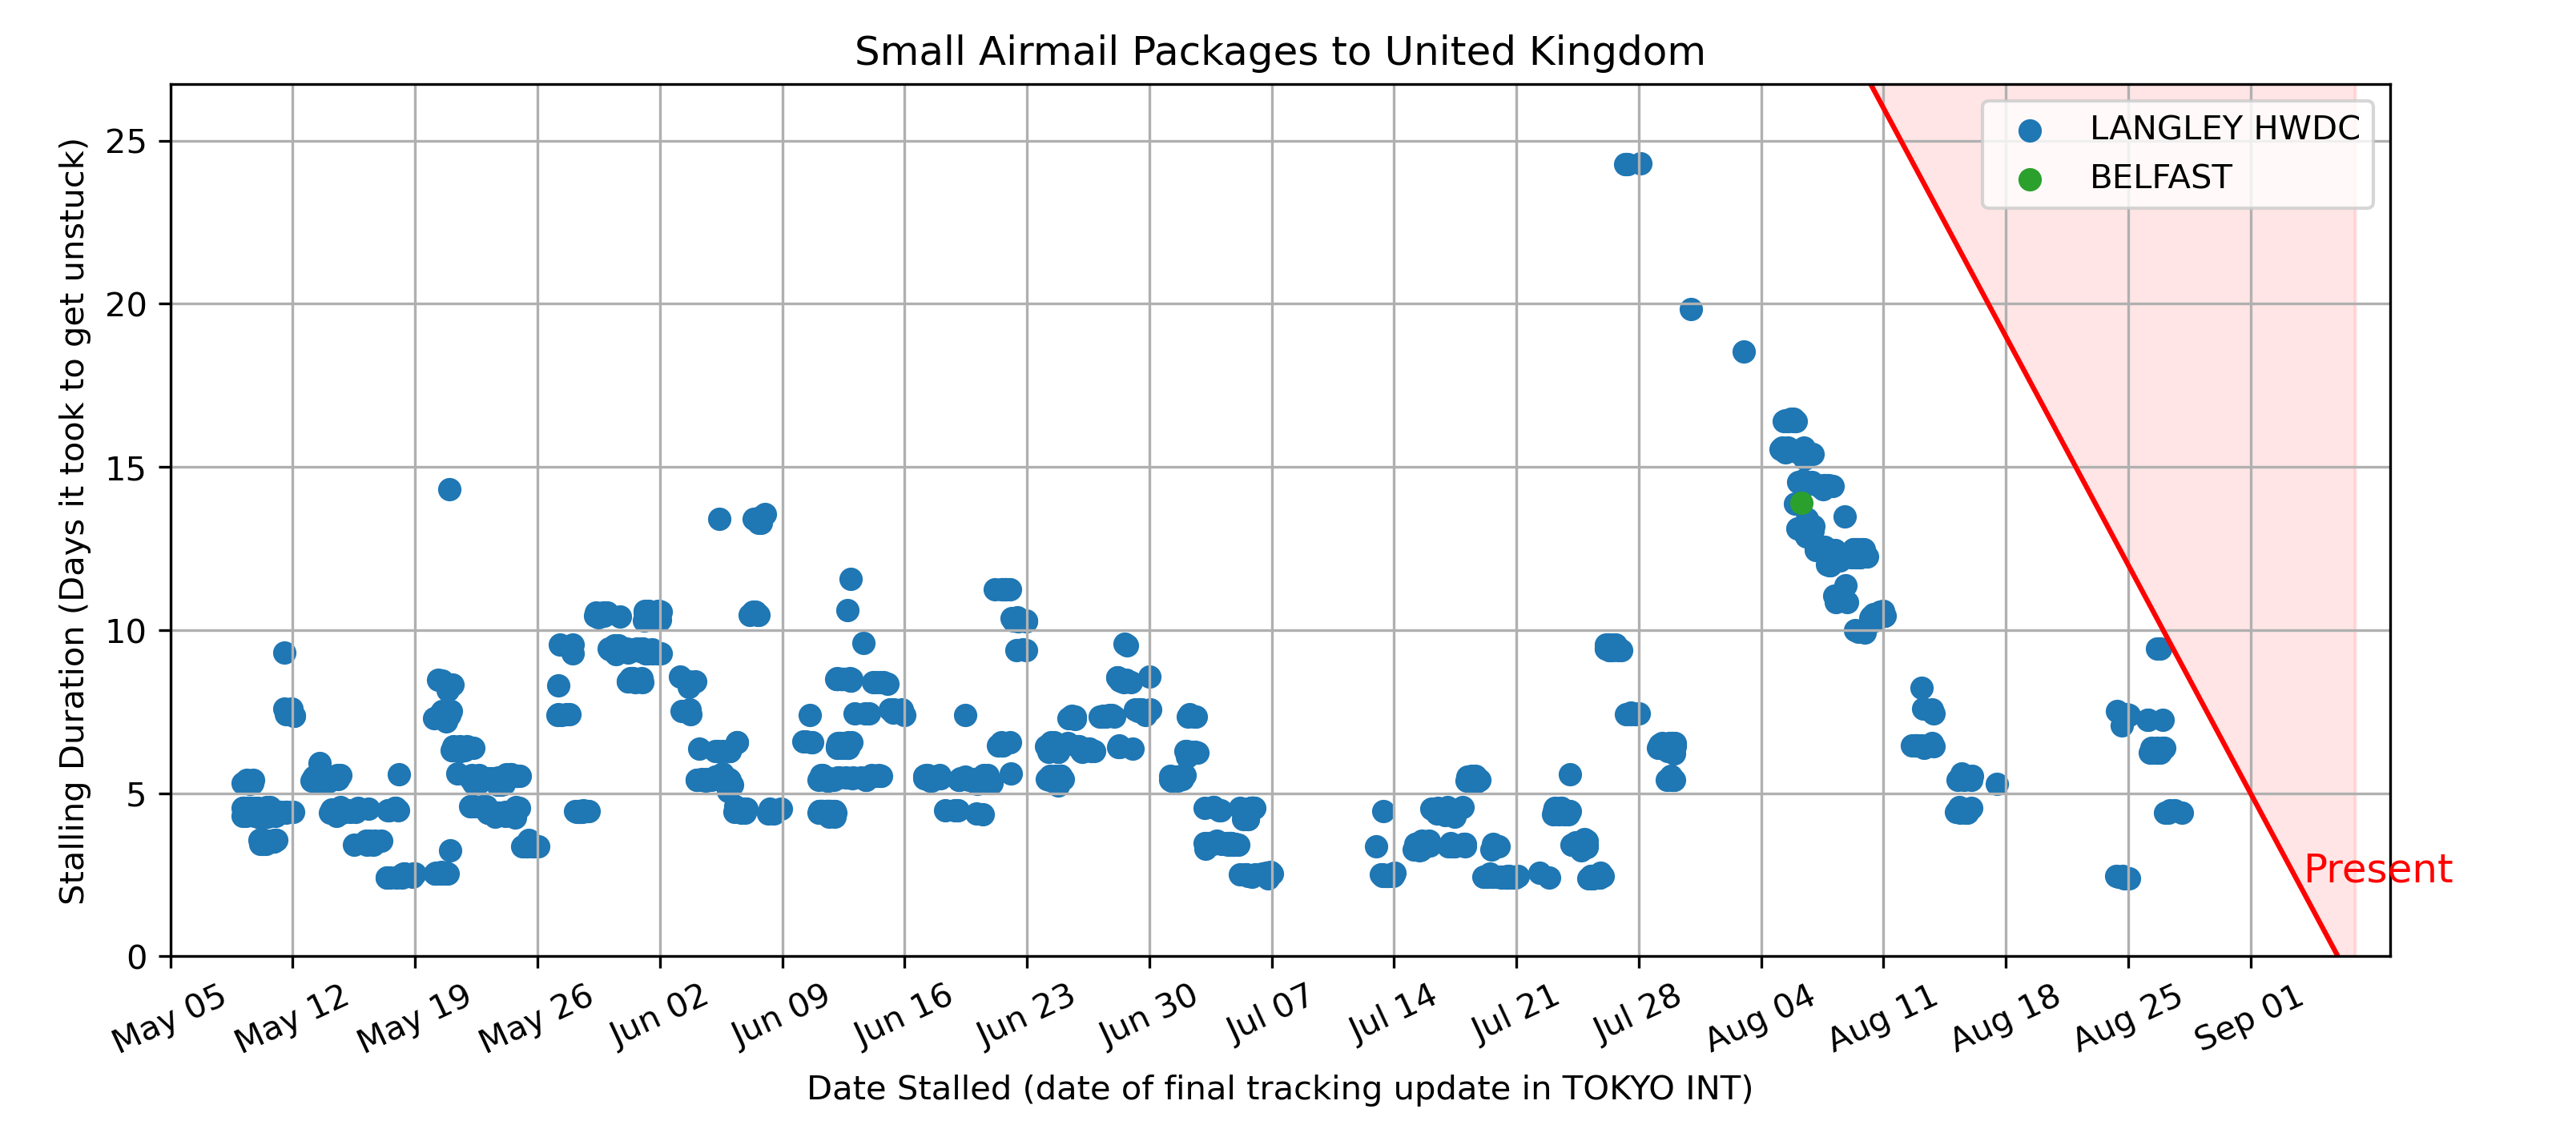 Small Airmail Packages to United Kingdom
Stalling Duration (Days it took to get unstuck)
25
20
15
10
5
0
LANGLEY HWDC
BELFAST
Present
May 05
May 12
May 19
May 26
Jun 02
Jun 09
Jun 16
Jun 23
Jun 30
Jul 07
Jul 14
Jul 21
Jul 28
Aug 04
Aug 11
Aug 18
Aug 25
Sep 01
Date Stalled (date of final tracking update in TOKYO INT)